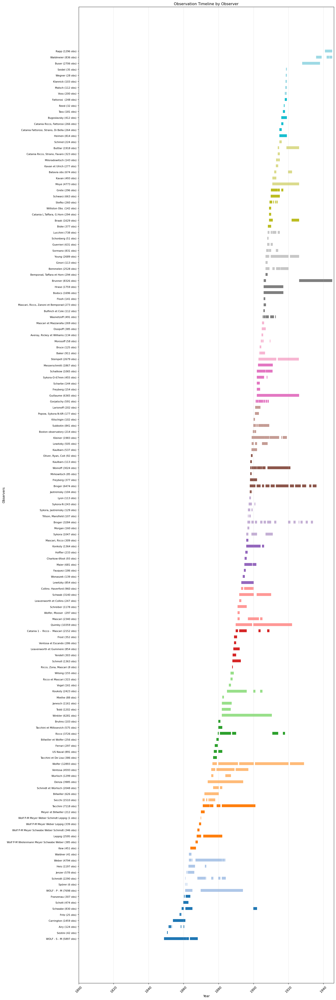 Observation Timeline by Observer
Rapp (1296 obs)
Waldmeier (836 obs)
Buser (2706 obs)
Seidel (35 obs)
Wegner (28 obs)
Klannick (103 obs)
Malsch (112 obs)
Voss (200 obs)
Fattorosi  (248 obs)
Reed (32 obs)
Tass (181 obs)
Bugoslavsky (412 obs)
Catania Ricco, Fattorosi (266 obs)
Catania Fattorosi, Strano, Di Bella (264 obs)
Heimen (814 obs)
Schmid (224 obs)
Buttlar (1918 obs)
Catania Ricco, Strano, Favaro (323 obs)
Miloradowitsch (143 obs)
Kavan et Ulrich (277 obs)
Batavia obs (674 obs)
Kavan (493 obs)
Moye (4773 obs)
Grete (296 obs)
Schwarz (663 obs)
Stefko (260 obs)
Williston Obs. (142 obs)
Catania L.Taffara, G.Horn (294 obs)
Braak (1629 obs)
Biske (377 obs)
Lucchini (738 obs)
Schonberg (51 obs)
Guerrieri (631 obs)
Sormano (831 obs)
Young (2689 obs)
Ginori (113 obs)
Bemmelen (2528 obs)
Bemporad, Taffara et Horn (294 obs)
Brunner (8326 obs)
Hrase (1759 obs)
Bodocs (1696 obs)
Flooh (141 obs)
Mascari, Ricco, Zanoni et Bemporad (273 obs)
Bulfinch et Cole (112 obs)
Wasnetzoff (491 obs)
Mascari et Mazzaralla (269 obs)
Ossipoff (385 obs)
Averay, Rickey et Williams (134 obs)
Morosoff (58 obs)
Bruce (125 obs)
Baker (911 obs)
Stempell (2679 obs)
Messerschmitt (1867 obs)
Schatkow (1065 obs)
Sykora-O-67mm (455 obs)
Scharbe (144 obs)
Freyberg (154 obs)
Guillaume (6365 obs)
Gorjatschy (591 obs)
Larionoff (202 obs)
Popow, Sykora-N-6ft (177 obs)
Kitschigin (102 obs)
Subbotin (841 obs)
Boston observatory (214 obs)
Kleiner (1983 obs)
Lewitzky (505 obs)
Kaulbars (537 obs)
Oliver, Ryan, Coit (92 obs)
Kaulbars (113 obs)
Woinoff (3024 obs)
Mirkowitsch (85 obs)
Freyberg (377 obs)
Broger (6474 obs)
Jastremsky (104 obs)
Lyon (113 obs)
Sykora-N (243 obs)
Sykora, Jastremsky (129 obs)
Tillson, Mansfield (107 obs)
Broger (3284 obs)
Morgan (160 obs)
Sykora (1047 obs)
Mascari, Ricco (309 obs)
Konkoly (1364 obs)
Hoffler (233 obs)
Charkow-6foot (93 obs)
Maier (681 obs)
Fauquez (186 obs)
Wonaszek (139 obs)
Lewitzky (854 obs)
Collins- Haverford (960 obs)
Schwab (3140 obs)
Leavenworth et Collins (247 obs)
Schreiber (1178 obs)
Wolfer, Mooser  (297 obs)
Mascari (2340 obs)
Quimby (10359 obs)
Catania 1 -  Ricco -  Mascari (2152 obs)
Frost (352 obs)
Ventosa et Escando (286 obs)
Leavenworth et Gummere (854 obs)
Yendell (303 obs)
Schmoll (1363 obs)
Ricco, Zona, Mascari (8 obs)
Wilsing (155 obs)
Ricco et Mascari (315 obs)
Vogel (161 obs)
Koukoly (2423 obs)
Miethe (88 obs)
Janesch (1161 obs)
Todd (1202 obs)
Winkler (6281 obs)
Bruhns (103 obs)
Tacchini et Millosevich (575 obs)
Ricco (3726 obs)
Billwiller et Wolfer (256 obs)
Ferrari (297 obs)
US Naval (891 obs)
Tacchini et De Lisa (386 obs)
Wolfer (12893 obs)
Ventosa (4593 obs)
Wurlisch (1299 obs)
Denza (3985 obs)
Schmidt et Würlisch (2048 obs)
Billwiller (626 obs)
Secchi (1510 obs)
Tacchini (7118 obs)
Meyer et Billwiller (212 obs)
Wolf P-M Meyer Weber Schimdt Leppig (1 obs)
Wolf P-M Meyer Weber Leppig (339 obs)
Wolf P-M Meyer Schwabe Weber Schimdt (346 obs)
Leppig (2595 obs)
Wolf P-M Wielenmann Meyer Schwabe Weber (385 obs)
Kew (451 obs)
Waldner (41 obs)
Weber (4794 obs)
Heis (1197 obs)
Jenzer (578 obs)
Schmidt (2290 obs)
Spörer (6 obs)
WOLF - P - M (7698 obs)
Franzenau (307 obs)
Schott (474 obs)
Schwabe (830 obs)
Fritz (25 obs)
Carrington (1459 obs)
Airy (124 obs)
Sestini (42 obs)
WOLF - S - M (5897 obs)
Observers
1800
1820
1840
1860
1880
1900
1920
1940
Year